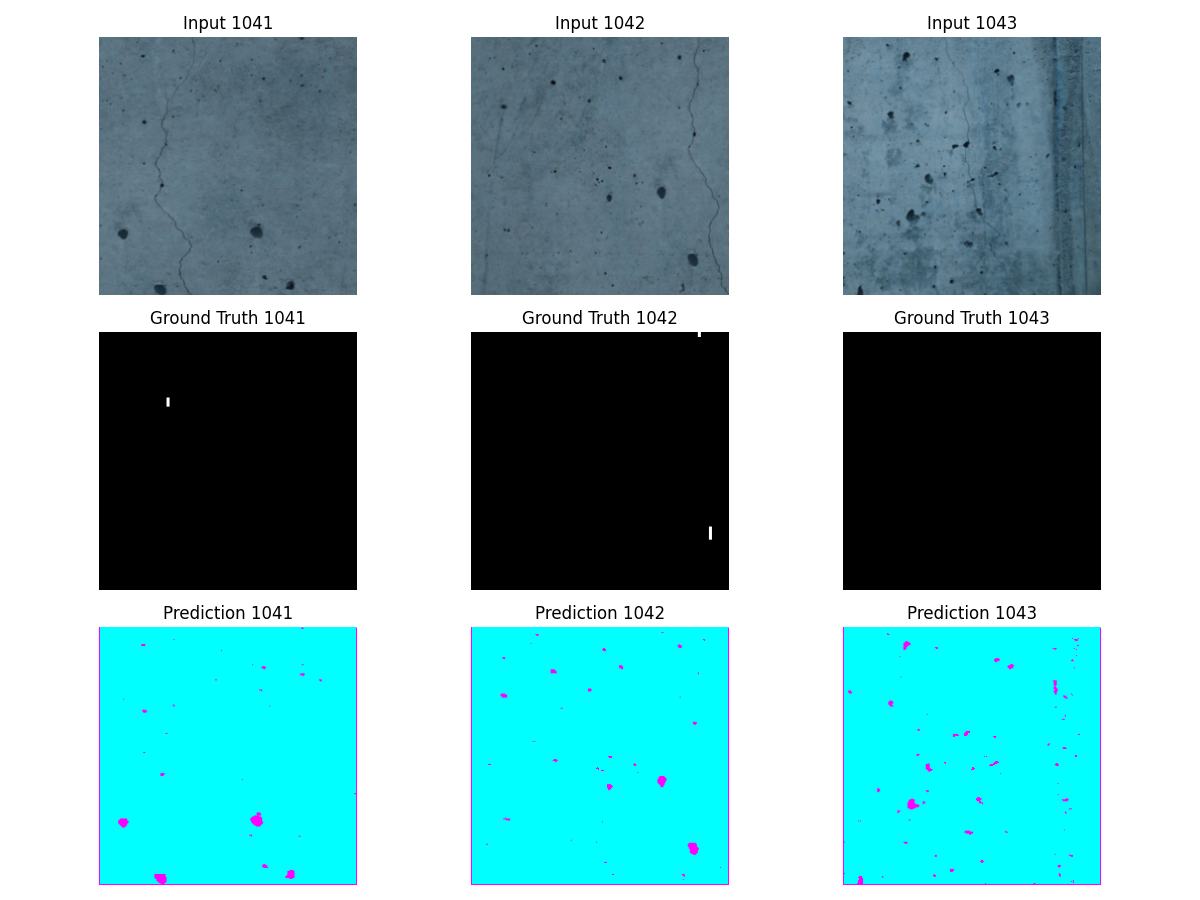 Input 1041
Input 1042
Input 1043
Ground Truth 1041
Ground Truth 1042
Ground Truth 1043
Prediction 1041
Prediction 1042
Prediction 1043